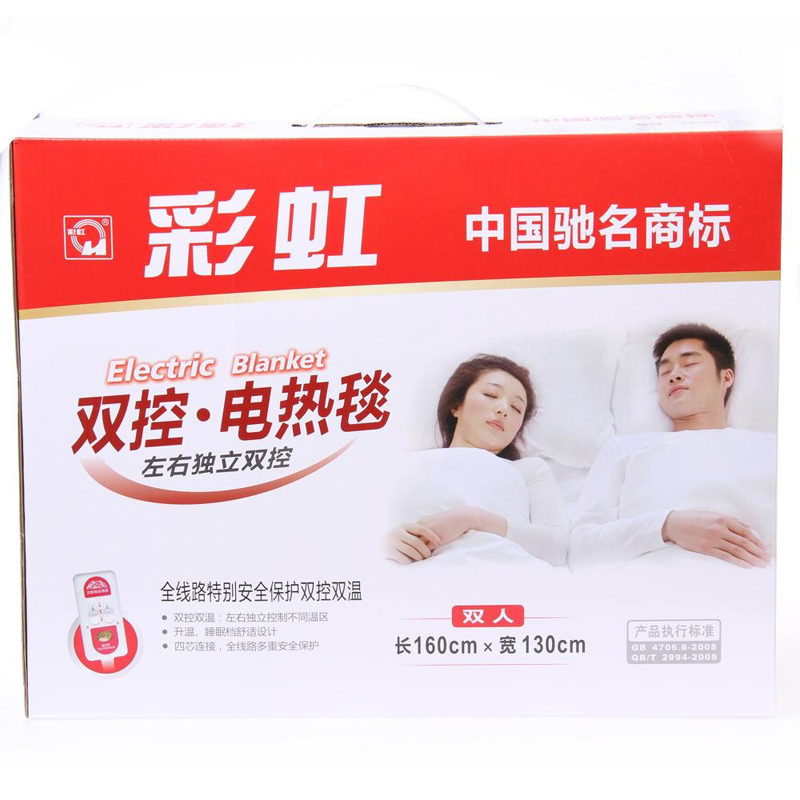 彩虹
®
彩虹
中国驰名商标
Electric Blanket
双控·电热毯
左右独立双控
全线路特别安全保护双控双温
• 双控双温：左右独立控制不同温区
• 升温、睡眠档舒适设计
• 四芯连接，全线路多重安全保护
双人
长160cm × 宽130cm
产品执行标准
GB 4706.8-2008
QB/T 2994-2008